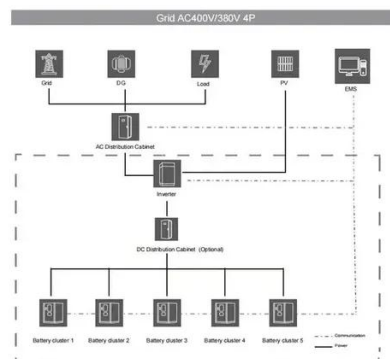 Grid AC400V/380V 4P
Grid
DG
Load
PV
EMS
AC Distribution Cabinet
Inverter
DC Distribution Cabinet (Optional)
Battery cluster 1
Battery cluster 2
Battery cluster 3
Battery cluster 4
Battery cluster 5
Communication
Power